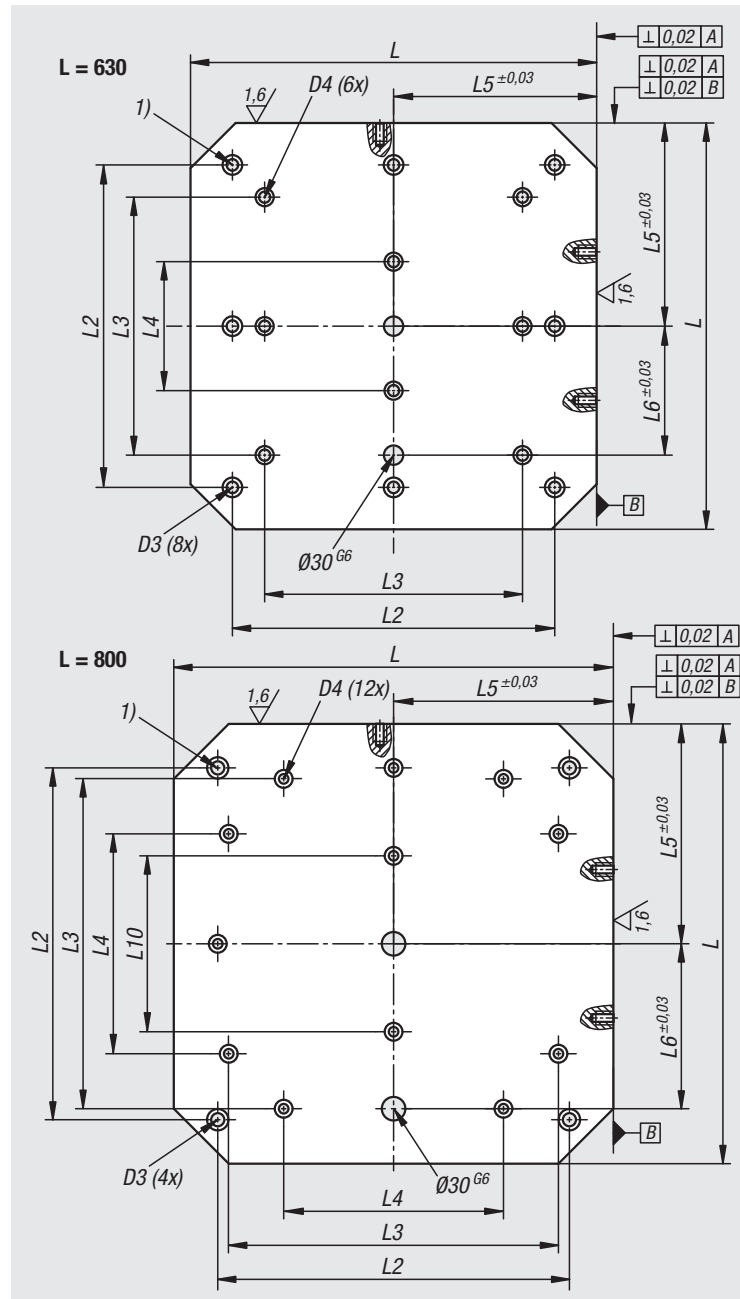 L
⊥ 0,02 A
L = 630
D4 (6x)
L5 ±0,03
⊥ 0,02 A
⊥ 0,02 B
1)
1,6
L5 ±0,03
L2
L3
L4
1,6
L
L6 ±0,03
B
D3 (8x)
Ø30 G6
L3
L2
⊥ 0,02 A
L = 800
L
⊥ 0,02 A
⊥ 0,02 B
D4 (12x)
L5 ±0,03
1)
1,6
L5 ±0,03
L2
L3
L4
L10
1,6
L
L6 ±0,03
B
D3 (4x)
Ø30 G6
L4
L3
L2